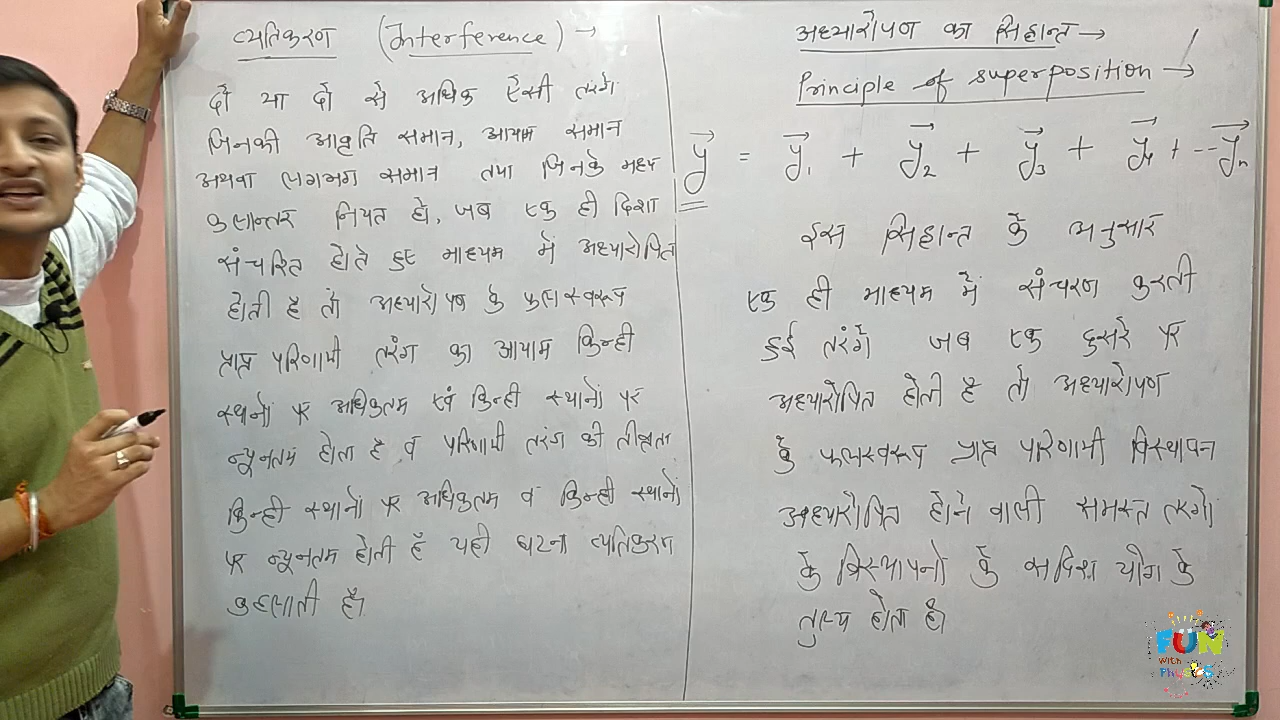 व्यतिकरण (Interference) →
दो या दो से अधिक ऐसी तरंगे
जिनकी आवृति समान, आयाम समान
अथवा लगभग समान तथा जिनके मध्य
कलान्तर नियत हो, जब एक ही दिशा
संचरित होते हुए माध्यम में अध्यारोपित
होती है तो अध्यारोपण के फलस्वरूप
प्राप्त परिणामी तरंग का आयाम किन्ही
स्थानों पर अधिकतम एवं किन्ही स्थानों पर
न्यूनतम होता है व परिणामी तरंग की तीव्रता
किन्ही स्थानों पर अधिकतम व किन्ही स्थानों
पर न्यूनतम होती है यही घटना व्यतिकरण
कहलाती है।
अध्यारोपण का सिद्दान्त →
Principle of superposition →
y⃗ = y⃗₁ + y⃗₂ + y⃗₃ + y⃗₄ + -- y⃗ₙ
इस सिद्दान्त के अनुसार
एक ही माध्यम में संचरण करती
कई तरंगें जब एक दुसरे पर
अध्यारोपित होती है तो अध्यारोपण
के फलस्वरूप प्राप्त परिणामी विस्थापन
अध्यारोपित होने वाली समस्त तरंगो
के विस्थापनों के सदिश योग के
तुल्य होता है।
FUN
with
Physics